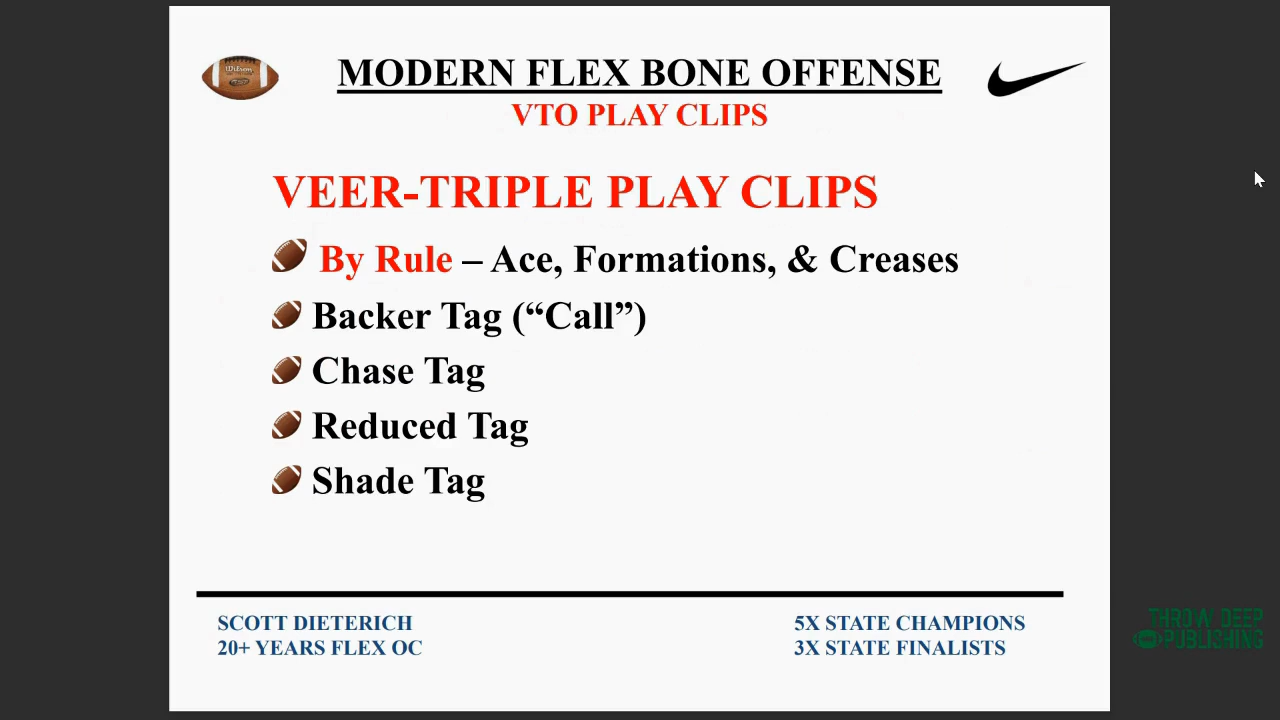 MODERN FLEX BONE OFFENSE
VTO PLAY CLIPS
VEER-TRIPLE PLAY CLIPS
By Rule – Ace, Formations, & Creases
Backer Tag (“Call”)
Chase Tag
Reduced Tag
Shade Tag
SCOTT DIETERICH
20+ YEARS FLEX OC
5X STATE CHAMPIONS
3X STATE FINALISTS
THROW DEEP
PUBLISHING
Wilson